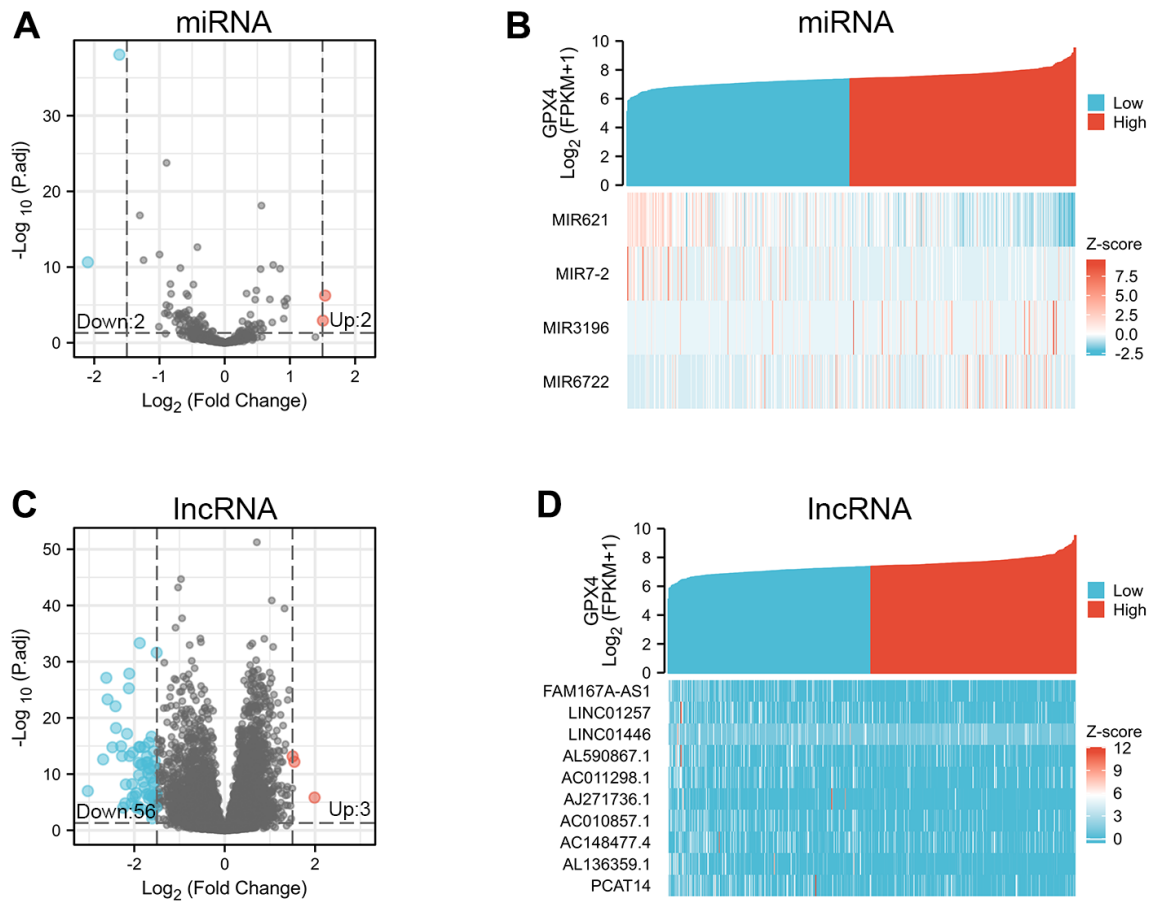 A
miRNA
-Log 10 (P.adj)
30
20
10
0
Down:2
Up:2
-2 -1 0 1 2
Log2 (Fold Change)
B
miRNA
GPX4
Log2 (FPKM+1)
10
8
6
4
2
0
Low
High
MIR621
MIR7-2
MIR3196
MIR6722
Z-score
7.5
5.0
2.5
0.0
-2.5
C
lncRNA
-Log 10 (P.adj)
50
40
30
20
10
0
Down:56
Up:3
-2 0 2
Log2 (Fold Change)
D
lncRNA
GPX4
Log2 (FPKM+1)
10
8
6
4
2
0
Low
High
FAM167A-AS1
LINC01257
LINC01446
AL590867.1
AC011298.1
AJ271736.1
AC010857.1
AC148477.4
AL136359.1
PCAT14
Z-score
12
9
6
3
0